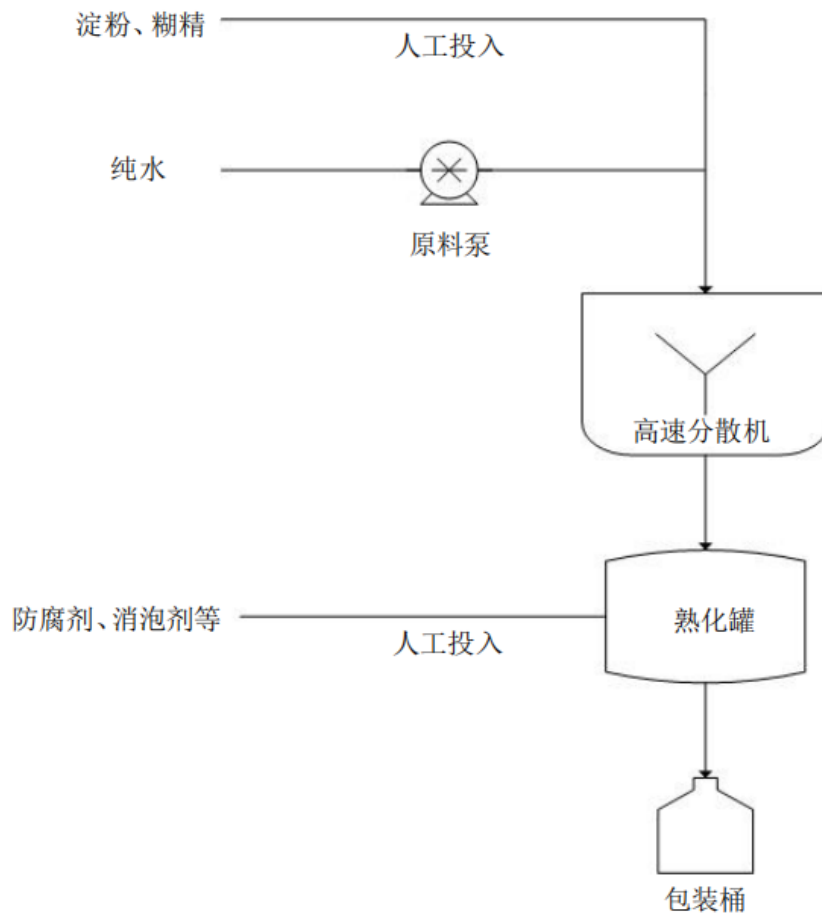 淀粉、糊精
人工投入
纯水
原料泵
高速分散机
防腐剂、消泡剂等
人工投入
熟化罐
包装桶